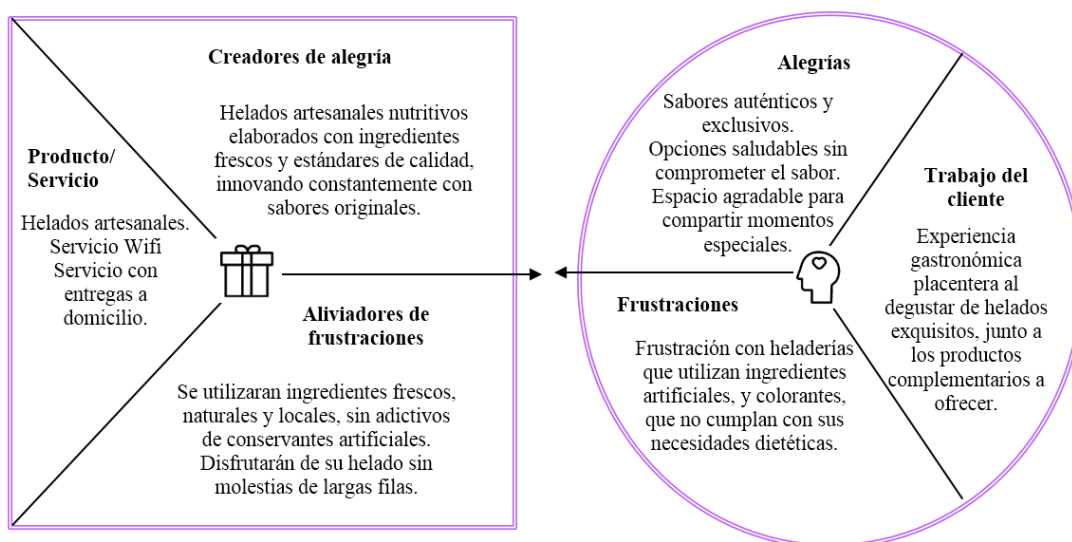 Creadores de alegría
Helados artesanales nutritivos
elaborados con ingredientes
frescos y estándares de calidad,
innovando constantemente con
sabores originales.
Producto/
Servicio
Helados artesanales.
Servicio Wifi
Servicio con
entregas a
domicilio.
Aliviadores de
frustraciones
Se utilizaran ingredientes frescos,
naturales y locales, sin adictivos
de conservantes artificiales.
Disfrutarán de su helado sin
molestias de largas filas.
Alegrías
Sabores auténticos y
exclusivos.
Opciones saludables sin
comprometer el sabor.
Espacio agradable para
compartir momentos
especiales.
Frustraciones
Frustración con heladerías
que utilizan ingredientes
artificiales, y colorantes,
que no cumplan con sus
necesidades dietéticas.
Trabajo del
cliente
Experiencia
gastronómica
placentera al
degustar de helados
exquisitos, junto a
los productos
complementarios a
ofrecer.